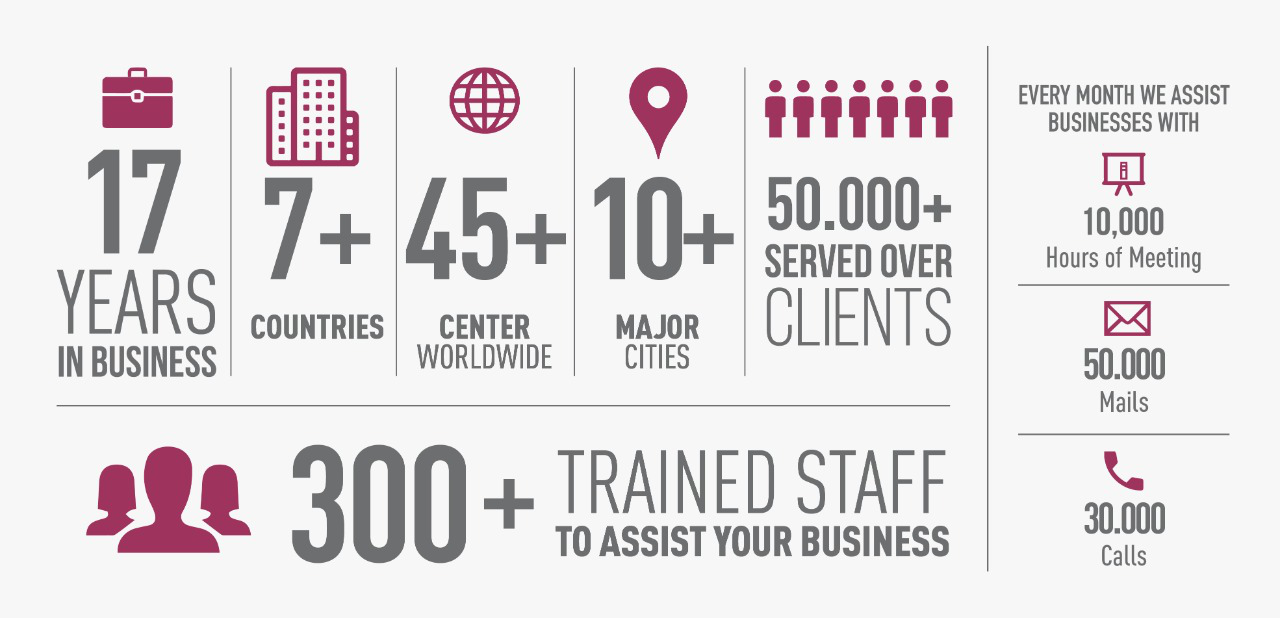 17
YEARS
IN BUSINESS
7+
COUNTRIES
45+
CENTER
WORLDWIDE
10+
MAJOR
CITIES
50.000+
SERVED OVER
CLIENTS
300+
TRAINED STAFF
TO ASSIST YOUR BUSINESS
EVERY MONTH WE ASSIST
BUSINESSES WITH
10,000
Hours of Meeting
50.000
Mails
30.000
Calls